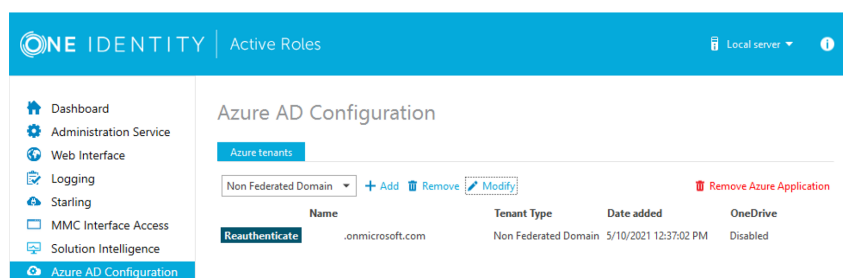 ONE IDENTITY Active Roles Local server
Dashboard
Azure AD Configuration
Administration Service
Web Interface
Azure tenants
Logging
Non Federated Domain + Add Remove Modify Remove Azure Application
Starling
MMC Interface Access
Name Tenant Type Date added OneDrive
Solution Intelligence
Reauthenticate .onmicrosoft.com Non Federated Domain 5/10/2021 12:37:02 PM Disabled
Azure AD Configuration